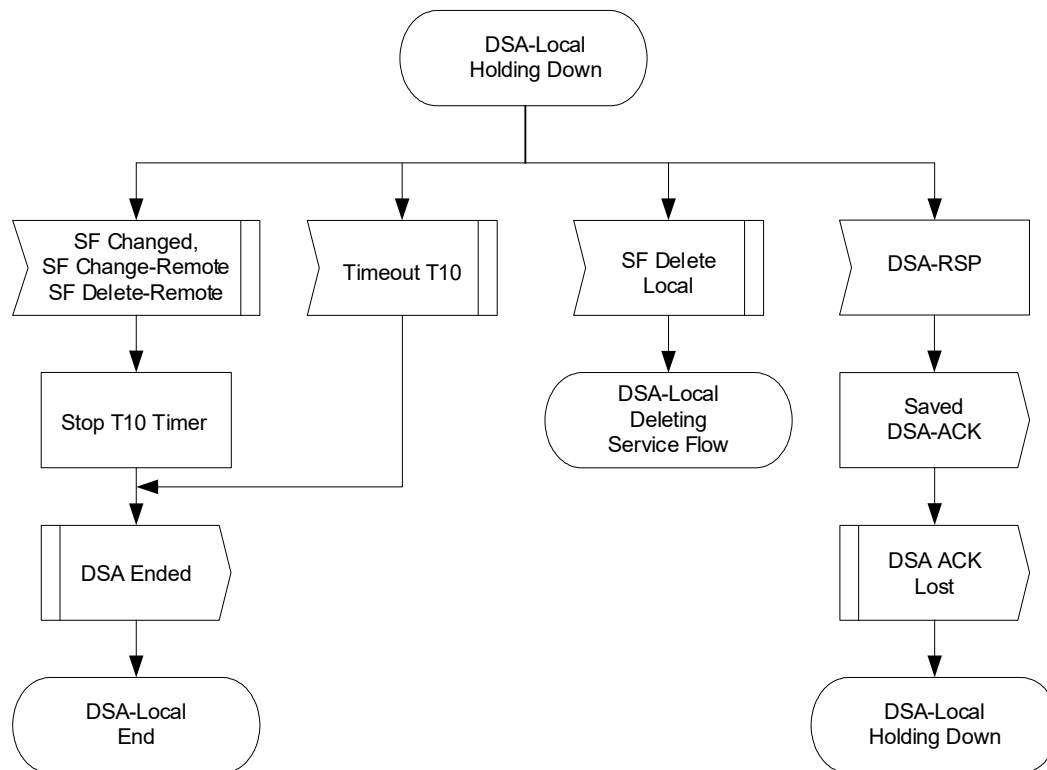 DSA-Local
Holding Down
SF Changed,
SF Change-Remote
SF Delete-Remote
Timeout T10
SF Delete
Local
DSA-RSP
Stop T10 Timer
DSA-Local
Deleting
Service Flow
Saved
DSA-ACK
DSA Ended
DSA ACK
Lost
DSA-Local
End
DSA-Local
Holding Down